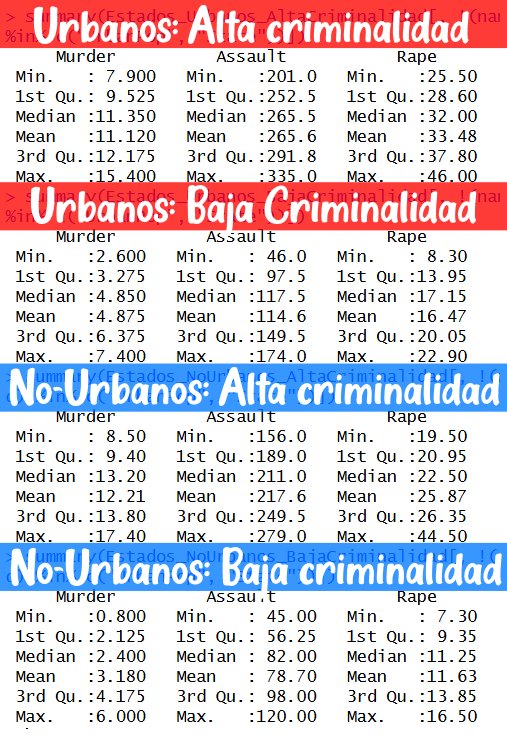 > summary(Estados_Urbanos_AltaCriminalidad[, !(nam
Urbanos: Alta criminalidad
Murder Assault Rape
Min. : 7.900 Min. :201.0 Min. :25.50
1st Qu.: 9.525 1st Qu.:252.5 1st Qu.:28.60
Median :11.350 Median :265.5 Median :32.00
Mean :11.120 Mean :265.6 Mean :33.48
3rd Qu.:12.175 3rd Qu.:291.8 3rd Qu.:37.80
Max. :15.400 Max. :335.0 Max. :46.00
> summary(Estados_Urbanos_BajaCriminalidad[, !(nam
Urbanos: Baja Criminalidad
Murder Assault Rape
Min. :2.600 Min. : 46.0 Min. : 8.30
1st Qu.:3.275 1st Qu.: 97.5 1st Qu.:13.95
Median :4.850 Median :117.5 Median :17.15
Mean :4.875 Mean :114.6 Mean :16.47
3rd Qu.:6.375 3rd Qu.:149.5 3rd Qu.:20.05
Max. :7.400 Max. :174.0 Max. :22.90
> summary(Estados_NoUrbanos_AltaCriminalidad[, !(
No-Urbanos: Alta criminalidad
Murder Assault Rape
Min. : 8.50 Min. :156.0 Min. :19.50
1st Qu.: 9.40 1st Qu.:189.0 1st Qu.:20.95
Median :13.20 Median :211.0 Median :22.50
Mean :12.21 Mean :217.6 Mean :25.87
3rd Qu.:13.80 3rd Qu.:249.5 3rd Qu.:26.35
Max. :17.40 Max. :279.0 Max. :44.50
> summary(Estados_NoUrbanos_BajaCriminalidad[, !(
No-Urbanos: Baja criminalidad
Murder Assault Rape
Min. :0.800 Min. : 45.00 Min. : 7.30
1st Qu.:2.125 1st Qu.: 56.25 1st Qu.: 9.35
Median :2.400 Median : 82.00 Median :11.25
Mean :3.180 Mean : 78.70 Mean :11.63
3rd Qu.:4.175 3rd Qu.: 98.00 3rd Qu.:13.85
Max. :6.000 Max. :120.00 Max. :16.50